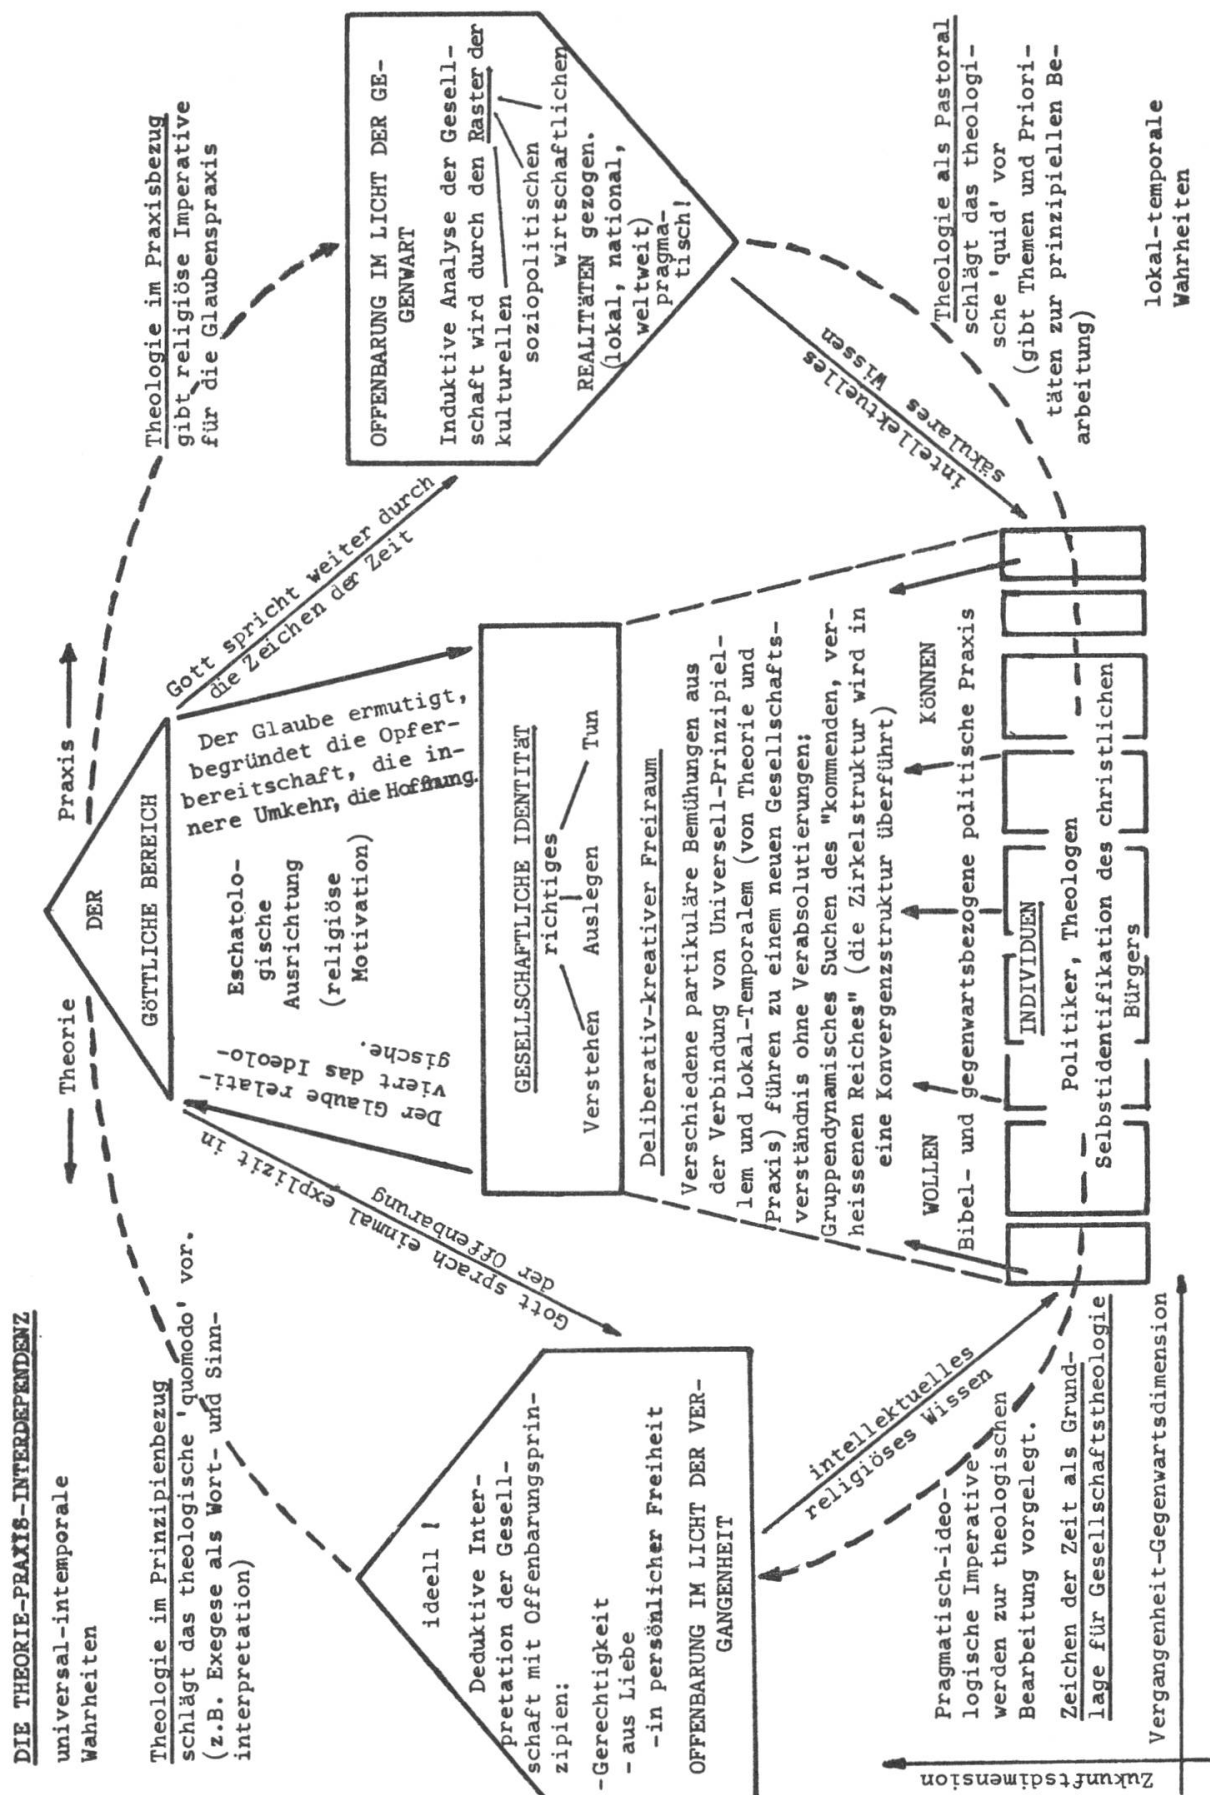 DIE THEORIE-PRAXIS-INTERDEPENDENZ
universal-intemporale
Wahrheiten
Theologie im Prinzipienbezug
schlägt das theologische 'quomodo' vor.
(z.B. Exegese als Wort- und Sinn-
interpretation)
Theorie
Praxis
DER
GÖTTLICHE BEREICH
Theologie im Praxisbezug
gibt religiöse Imperative
für die Glaubenspraxis
Gott sprach einmal explizit in
der Offenbarung
Der Glaube relati-
viert das Ideolo-
gische.
Eschatolo-
gische
Ausrichtung
(religiöse
Motivation)
Der Glaube ermutigt,
begründet die Opfer-
bereitschaft, die in-
nere Umkehr, die Hoffnung.
Gott spricht weiter durch
die Zeichen der Zeit
ideell !
Deduktive Inter-
pretation der Gesell-
schaft mit Offenbarungsprin-
zipien:
-Gerechtigkeit
- aus Liebe
-in persönlicher Freiheit
OFFENBARUNG IM LICHT DER VER-
GANGENHEIT
OFFENBARUNG IM LICHT DER GE-
GENWART
Induktive Analyse der Gesell-
schaft wird durch den Raster der
kulturellen
soziopolitischen
wirtschaftlichen
REALITÄTEN gezogen.
(lokal, national,
weltweit)
pragma-
tisch!
GESELLSCHAFTLICHE IDENTITÄT
richtiges
Verstehen Auslegen Tun
Deliberativ-kreativer Freiraum
Verschiedene partikuläre Bemühungen aus
der Verbindung von Universell-Prinzipiel-
lem und Lokal-Temporalem (von Theorie und
Praxis) führen zu einem neuen Gesellschafts-
verständnis ohne Verabsolutierungen:
Gruppendynamisches Suchen des "kommenden, ver-
heissenen Reiches" (die Zirkelstruktur wird in
eine Konvergenzstruktur überführt)
WOLLEN
KÖNNEN
Bibel- und gegenwartsbezogene politische Praxis
INDIVIDUEN
Politiker, Theologen
Selbstidentifikation des christlichen
Bürgers
intellektuelles
religiöses Wissen
intellektuelles
säkulares Wissen
Pragmatisch-ideo-
logische Imperative
werden zur theologischen
Bearbeitung vorgelegt.
Zeichen der Zeit als Grund-
lage für Gesellschaftstheologie
Theologie als Pastoral
schlägt das theologi-
sche 'quid' vor
(gibt Themen und Priori-
täten zur prinzipiellen Be-
arbeitung)
lokal-temporale
Wahrheiten
Vergangenheit-Gegenwartsdimension
Zukunftsdimension